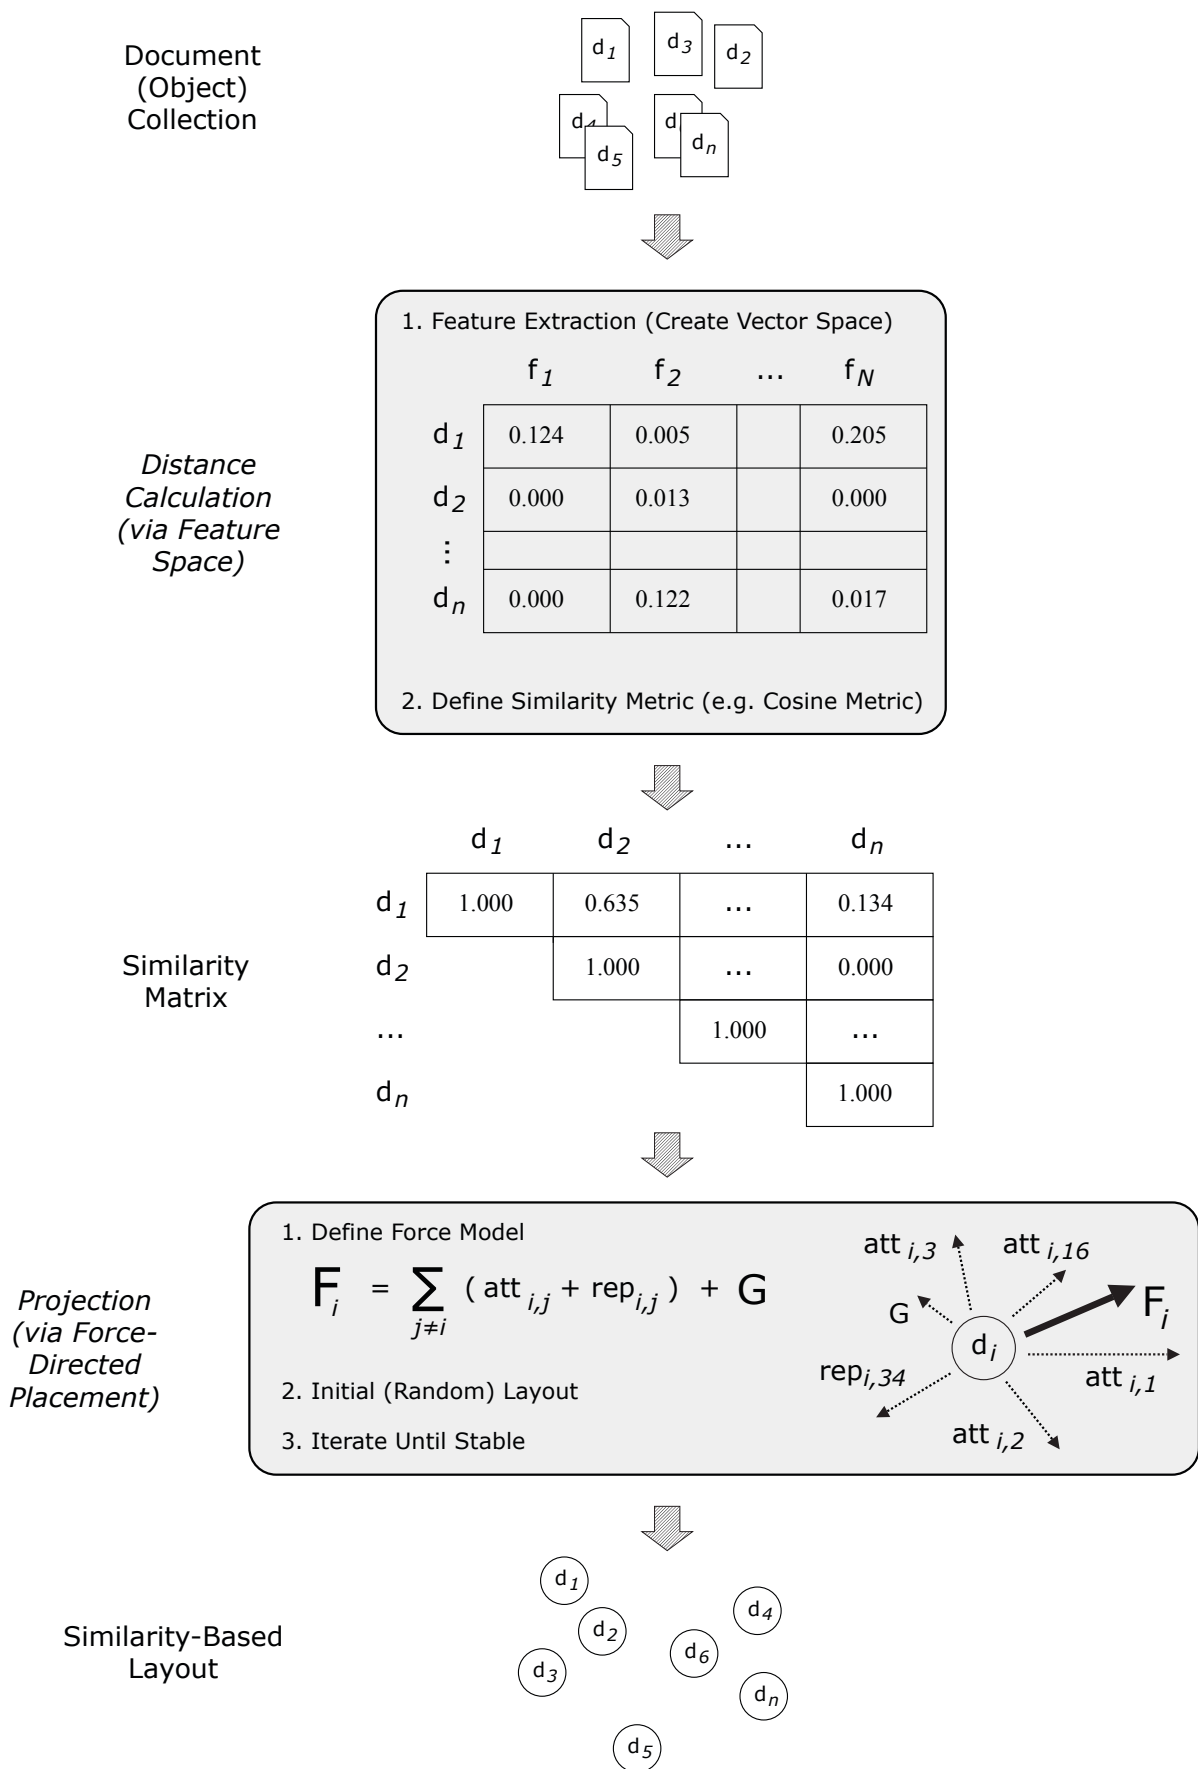 Document
(Object)
Collection
d1 d3 d2
d4 d
d5 dn
1. Feature Extraction (Create Vector Space)
f1 f2 ... fN
d1 0.124 0.005 0.205
d2 0.000 0.013 0.000
⋮
dn 0.000 0.122 0.017
2. Define Similarity Metric (e.g. Cosine Metric)
Distance
Calculation
(via Feature
Space)
d1 d2 ... dn
d1 1.000 0.635 ... 0.134
d2 1.000 ... 0.000
... 1.000 ...
dn 1.000
Similarity
Matrix
1. Define Force Model
Fi = ∑ j≠i ( att i,j + rep i,j ) + G
2. Initial (Random) Layout
3. Iterate Until Stable
att i,3 att i,16
G Fi
di
rep i,34 att i,1
att i,2
Projection
(via Force-
Directed
Placement)
Similarity-Based
Layout
d1
d4
d2
d6
d3
dn
d5